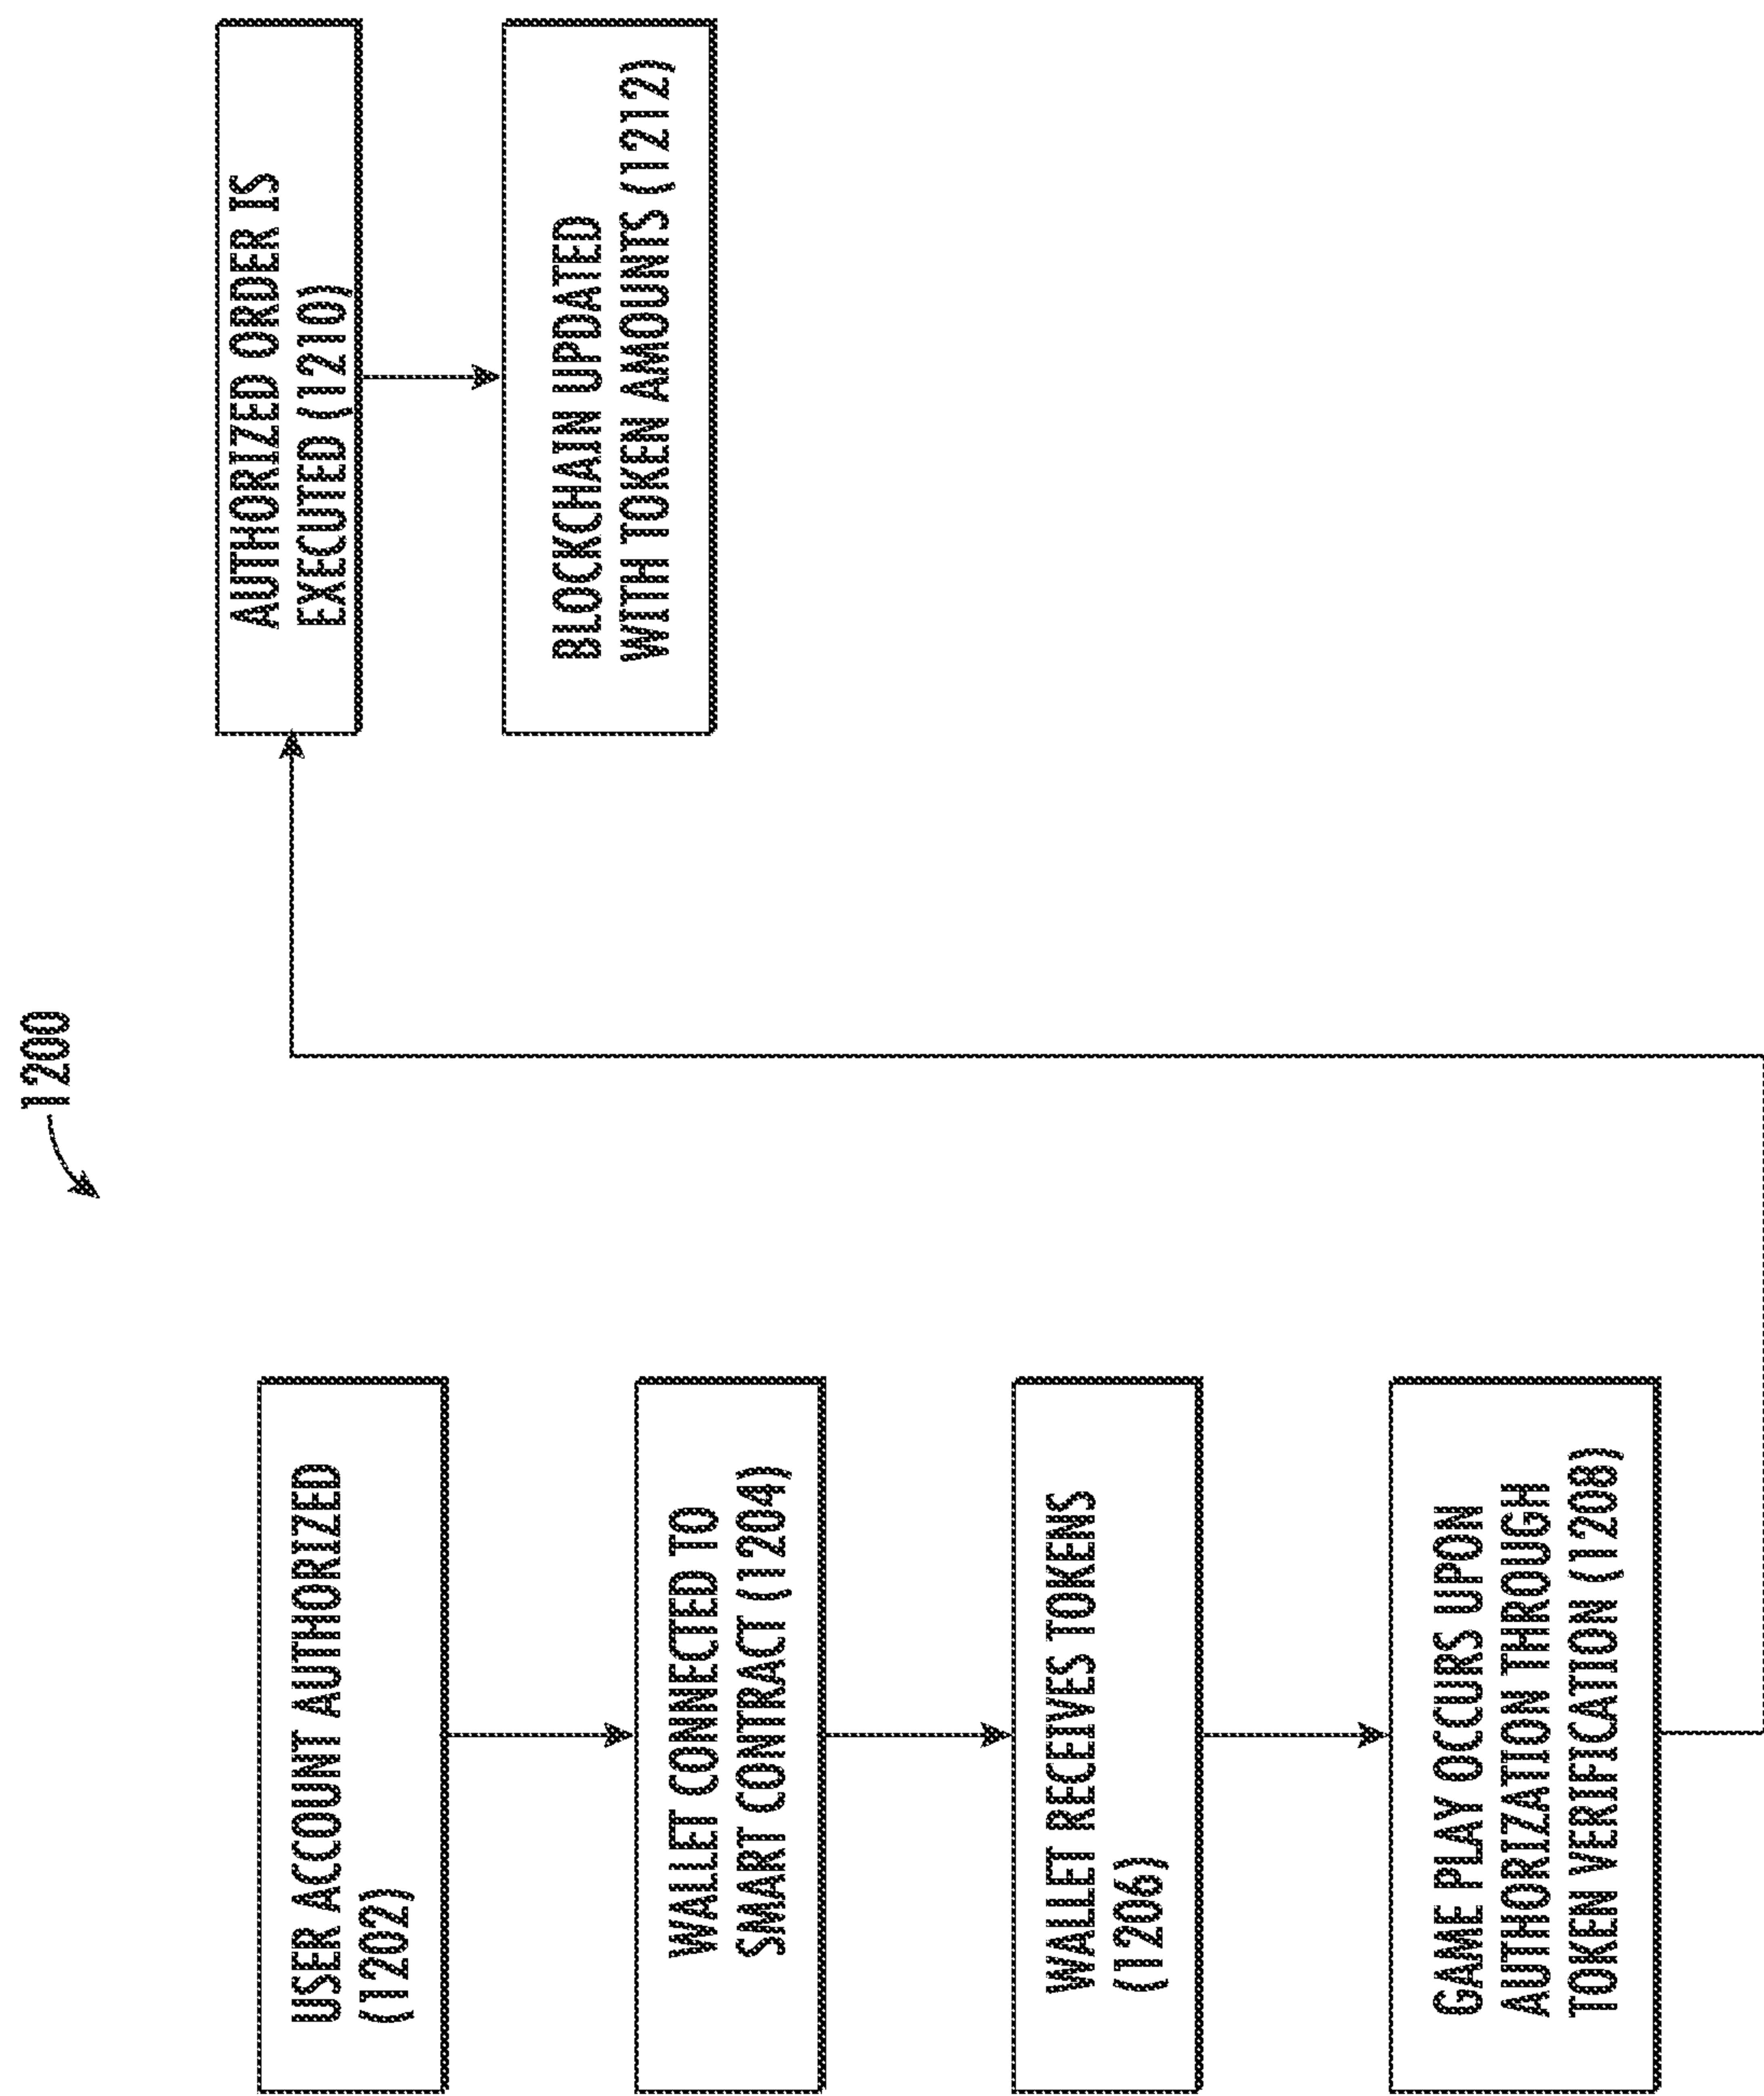 1200
USER ACCOUNT AUTHORIZED
(1202)
WALLET CONNECTED TO
SMART CONTRACT (1204)
WALLET RECEIVES TOKENS
(1206)
GAME PLAY OCCURS UPON
AUTHORIZATION THROUGH
TOKEN VERIFICATION (1208)
AUTHORIZED ORDER IS
EXECUTED (1210)
BLOCKCHAIN UPDATED
WITH TOKEN AMOUNTS (1212)